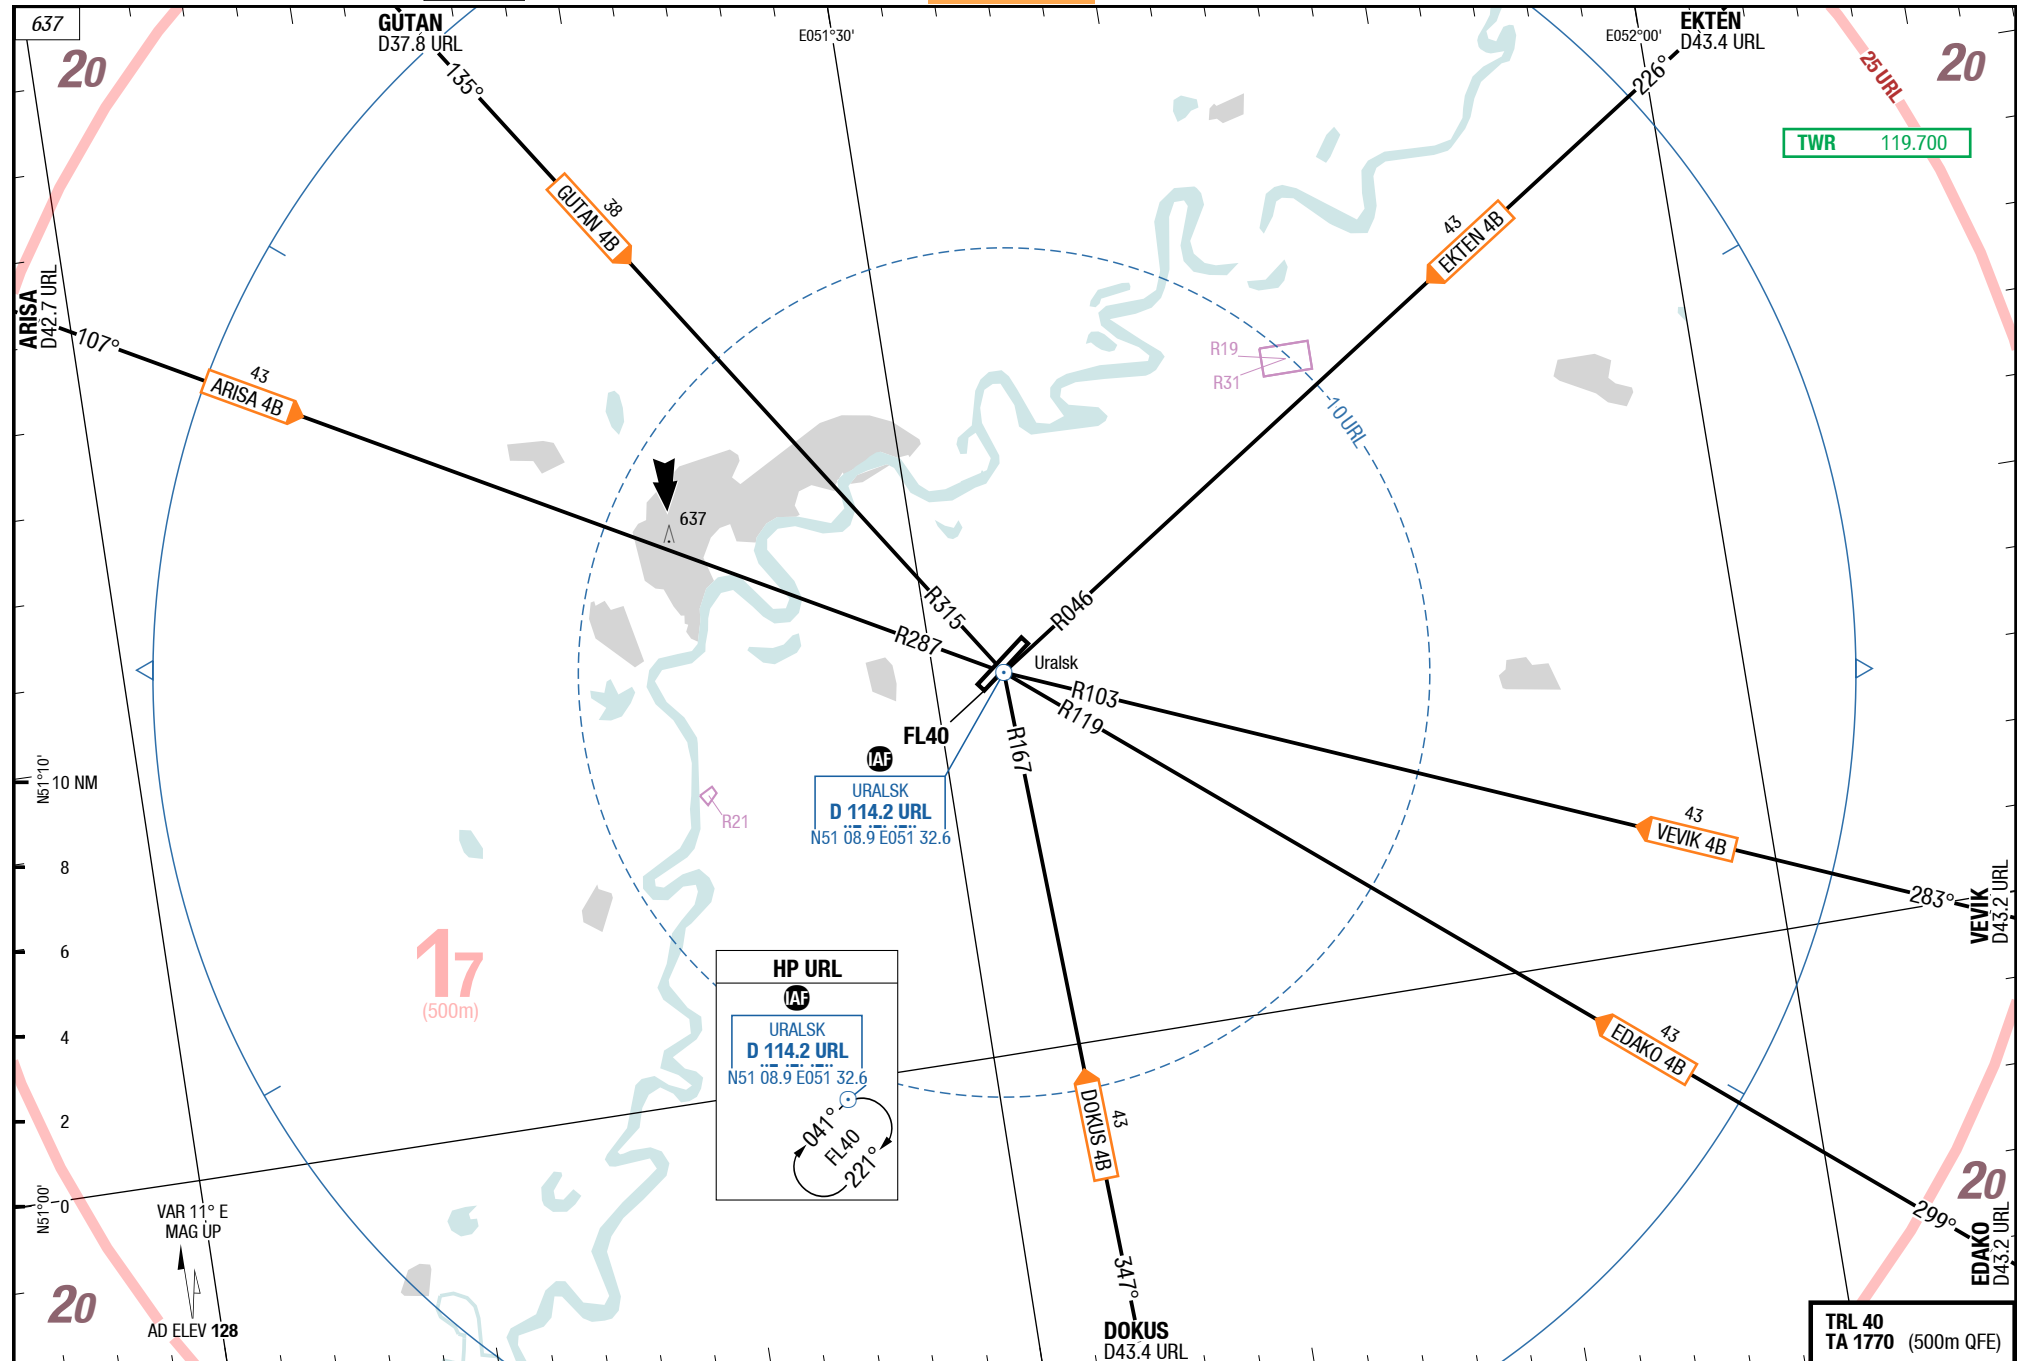 637
GUTAN
D37.8 URL
E051°30'
EKTEN
D43.4 URL
E052°00'
20
20
25 URL
135°
226°
TWR 119.700
38
GUTAN 4B
43
EKTEN 4B
ARISA
D42.7 URL
107°
43
ARISA 4B
R19
R31
10 URL
637
R315
R046
R287
Uralsk
R103
R119
R167
FL40
IAF
URALSK
D 114.2 URL
N51 08.9 E051 32.6
N51°10'
10 NM
8
6
4
2
0
N51°00'
R21
43
VEVIK 4B
283°
VEVIK
D43.2 URL
17
(500m)
HP URL
IAF
URALSK
D 114.2 URL
N51 08.9 E051 32.6
041°
FL40
221°
43
DOKUS 4B
43
EDAKO 4B
299°
EDAKO
D43.2 URL
20
VAR 11° E
MAG UP
AD ELEV 128
20
347°
DOKUS
D43.4 URL
TRL 40
TA 1770 (500m QFE)